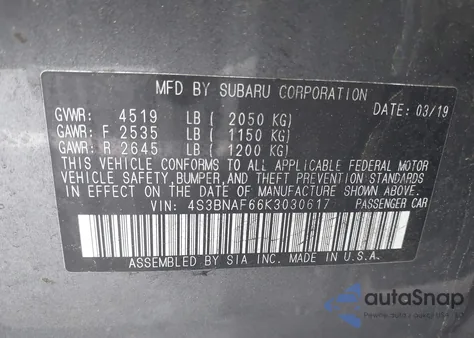 MFD BY SUBARU CORPORATION
DATE: 03/19
GVWR: 4519 LB ( 2050 KG)
GAWR: F 2535 LB ( 1150 KG)
GAWR: R 2645 LB ( 1200 KG)
THIS VEHICLE CONFORMS TO ALL APPLICABLE FEDERAL MOTOR
VEHICLE SAFETY, BUMPER, AND THEFT PREVENTION STANDARDS
IN EFFECT ON THE DATE OF MANUFACTURE SHOWN ABOVE.
VIN: 4S3BNAF66K3030617 PASSENGER CAR
ASSEMBLED BY SIA INC. MADE IN U.S.A.
autoSnap